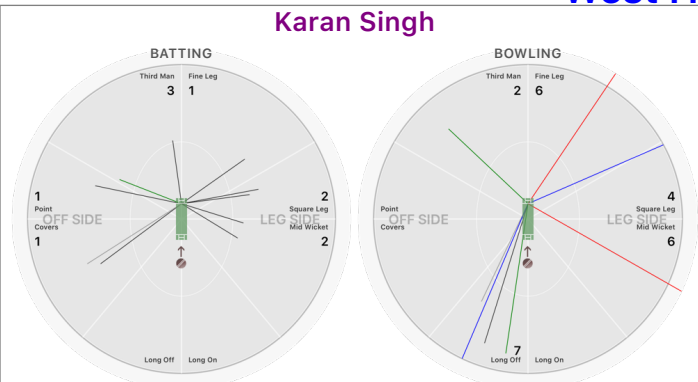 Karan Singh
BATTING
Third Man Fine Leg
3 1
1
Point
OFF SIDE
Covers
1
2
Square Leg
LEG SIDE
Mid Wicket
2
Long Off Long On
BOWLING
Third Man Fine Leg
2 6
Point
OFF SIDE
Covers
4
Square Leg
LEG SIDE
Mid Wicket
6
7
Long Off Long On